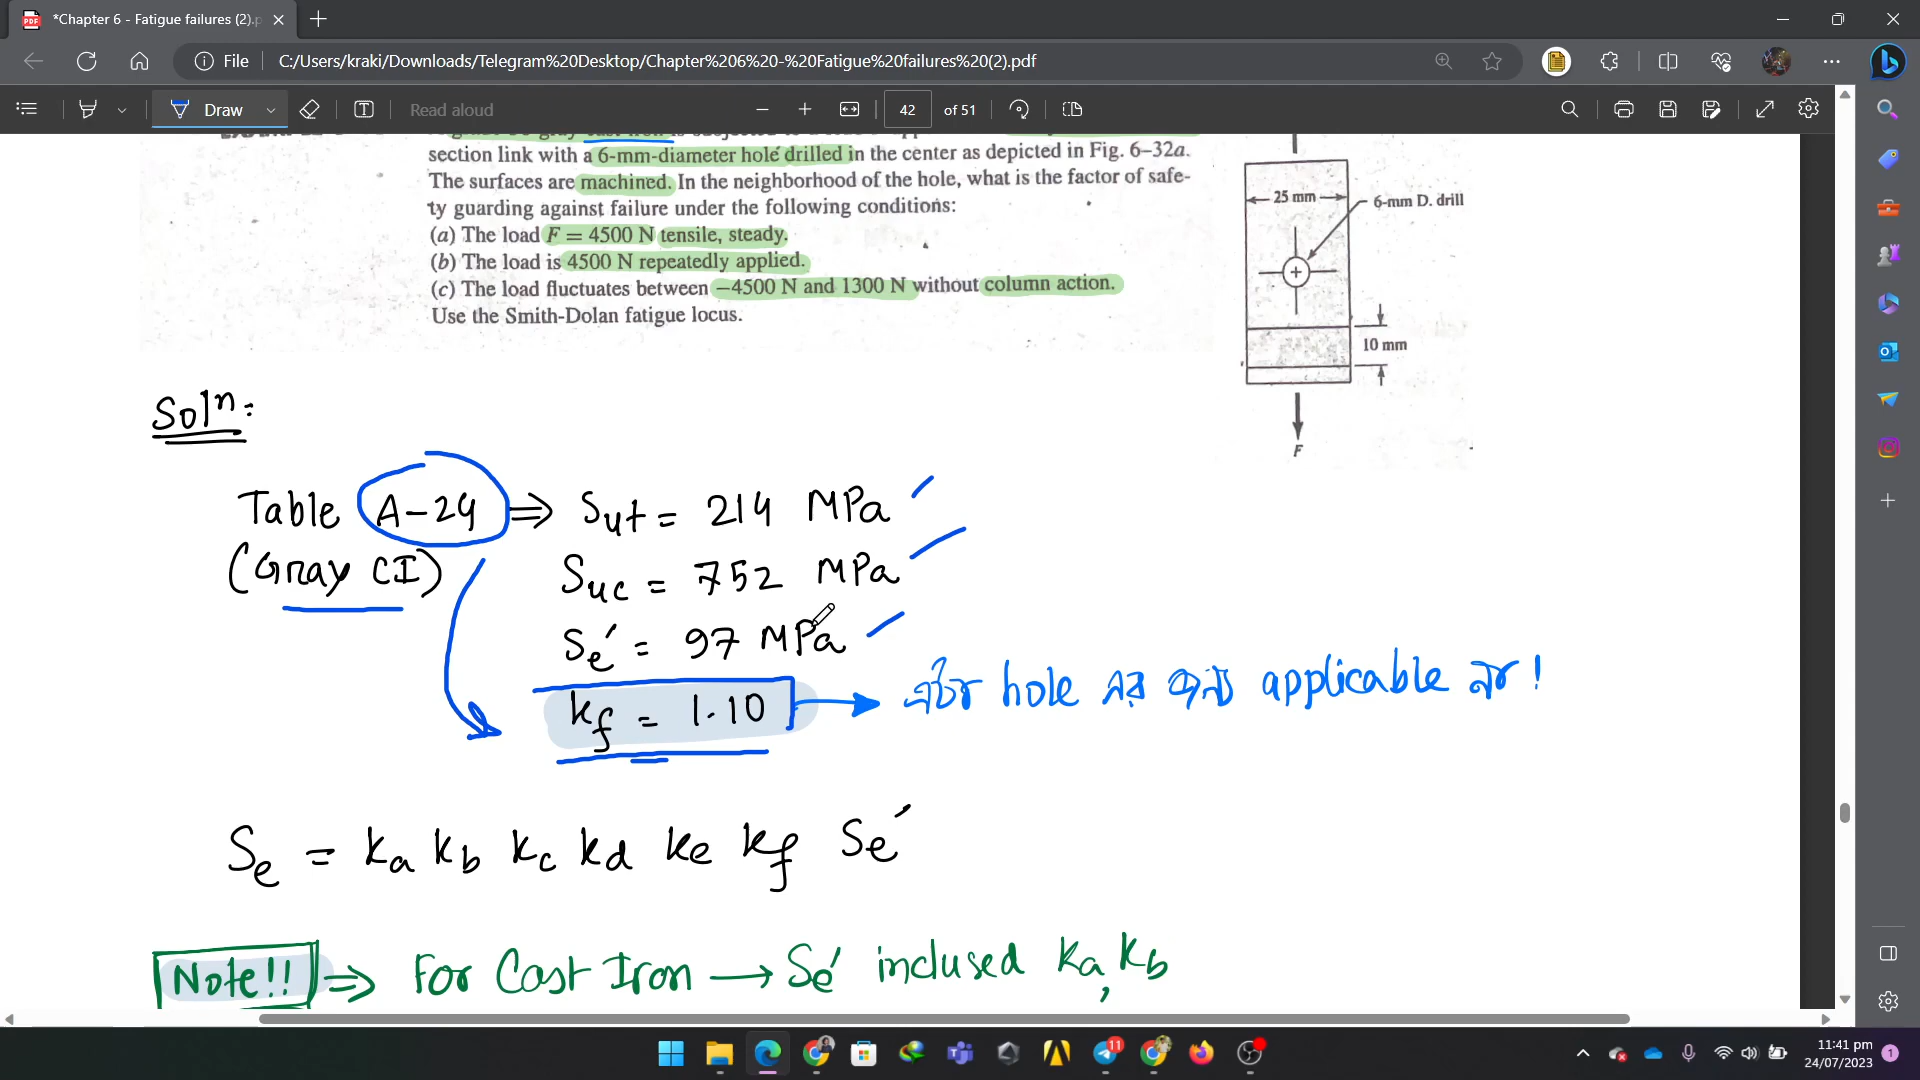 *Chapter 6 - Fatigue failures (2).p
File
C:/Users/kraki/Downloads/Telegram%20Desktop/Chapter%206%20-%20Fatigue%20failures%20(2).pdf
Draw
Read aloud
42
of 51
section link with a 6-mm-diameter hole drilled in the center as depicted in Fig. 6–32a.
The surfaces are machined. In the neighborhood of the hole, what is the factor of safe-
ty guarding against failure under the following conditions:
(a) The load F = 4500 N tensile, steady.
(b) The load is 4500 N repeatedly applied.
(c) The load fluctuates between −4500 N and 1300 N without column action.
Use the Smith-Dolan fatigue locus.
25 mm
6-mm D. drill
10 mm
F
Solⁿ:
Table A-24 ⇒ Sut = 214 MPa
(Gray CI)
Suc = 752 MPa
Se' = 97 MPa
kf = 1.10
hole এর জন্য applicable নয়!
Se = ka kb kc kd ke kf Se'
Note!! ⇒ For Cast Iron → Se' inclused ka, kb
11
11:41 pm
24/07/2023
1